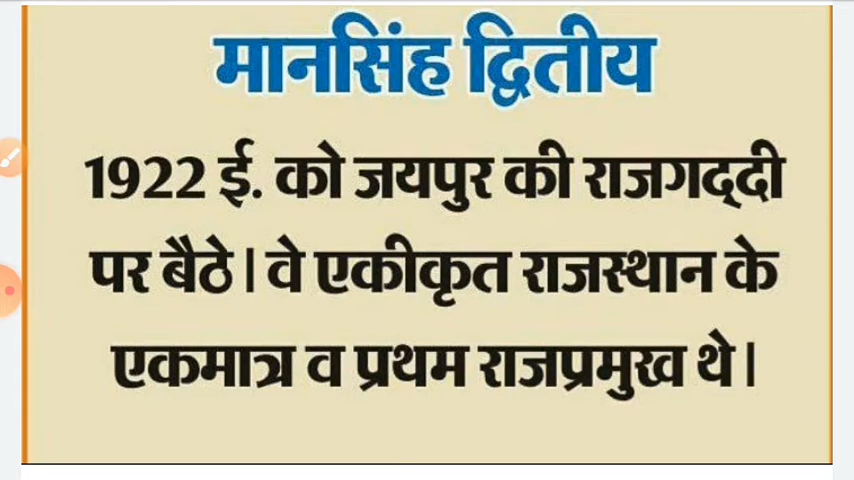 मानसिंह द्वितीय
1922 ई. को जयपुर की राजगद्‌दी
पर बैठे। वे एकीकृत राजस्थान के
एकमात्र व प्रथम राजप्रमुख थे।